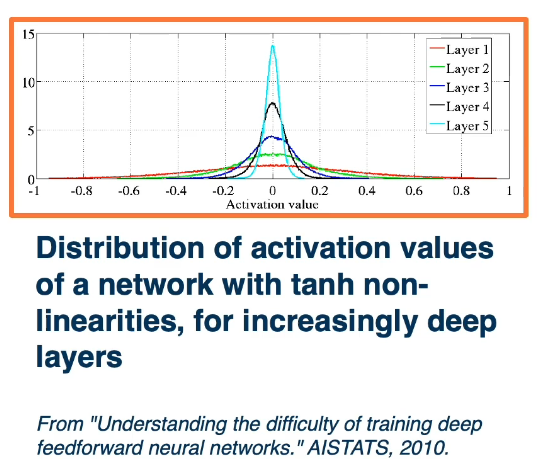 15
10
5
0
Layer 1
Layer 2
Layer 3
Layer 4
Layer 5
-1 -0.8 -0.6 -0.4 -0.2 0 0.2 0.4 0.6 0.8 1
Activation value
Distribution of activation values
of a network with tanh non-
linearities, for increasingly deep
layers
From "Understanding the difficulty of training deep
feedforward neural networks." AISTATS, 2010.